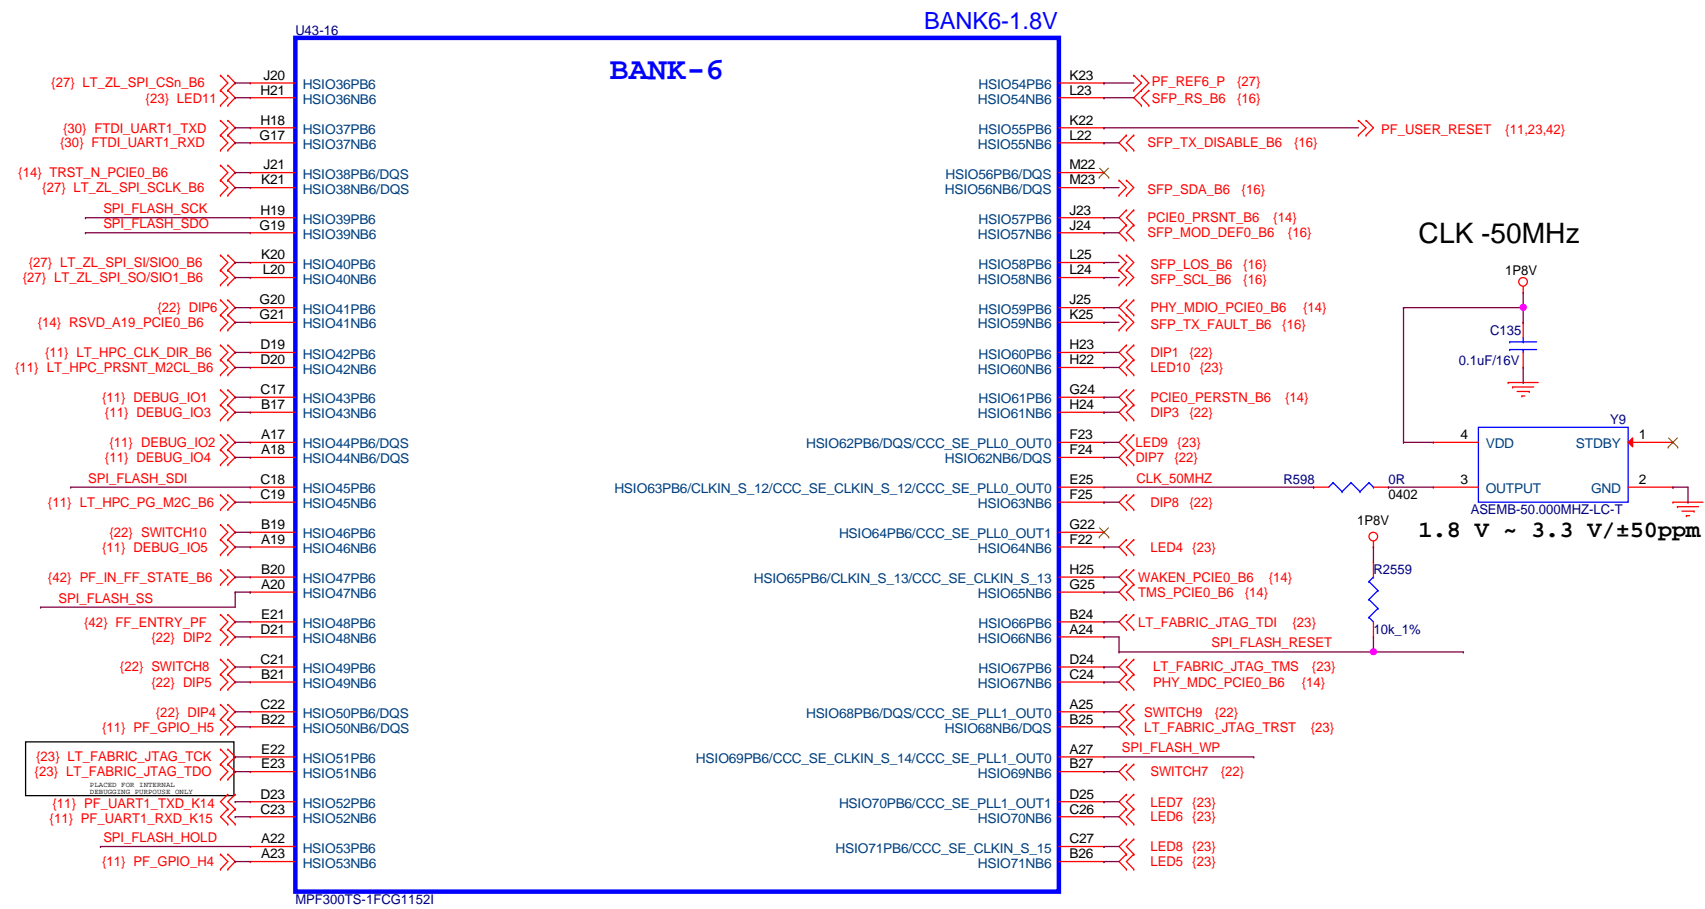 BANK6-1.8V
U43-16
BANK-6
{27} LT_ZL_SPI_CSn_B6 J20 HSIO36PB6
{23} LED11 H21 HSIO36NB6
{30} FTDI_UART1_TXD H18 HSIO37PB6
{30} FTDI_UART1_RXD G17 HSIO37NB6
{14} TRST_N_PCIE0_B6 J21 HSIO38PB6/DQS
{27} LT_ZL_SPI_SCLK_B6 K21 HSIO38NB6/DQS
SPI_FLASH_SCK H19 HSIO39PB6
SPI_FLASH_SDO G19 HSIO39NB6
{27} LT_ZL_SPI_SI/SIO0_B6 K20 HSIO40PB6
{27} LT_ZL_SPI_SO/SIO1_B6 L20 HSIO40NB6
{22} DIP6 G20 HSIO41PB6
{14} RSVD_A19_PCIE0_B6 G21 HSIO41NB6
{11} LT_HPC_CLK_DIR_B6 D19 HSIO42PB6
{11} LT_HPC_PRSNT_M2CL_B6 D20 HSIO42NB6
{11} DEBUG_IO1 C17 HSIO43PB6
{11} DEBUG_IO3 B17 HSIO43NB6
{11} DEBUG_IO2 A17 HSIO44PB6/DQS
{11} DEBUG_IO4 A18 HSIO44NB6/DQS
SPI_FLASH_SDI C18 HSIO45PB6
{11} LT_HPC_PG_M2C_B6 C19 HSIO45NB6
{22} SWITCH10 B19 HSIO46PB6
{11} DEBUG_IO5 A19 HSIO46NB6
{42} PF_IN_FF_STATE_B6 B20 HSIO47PB6
SPI_FLASH_SS A20 HSIO47NB6
{42} FF_ENTRY_PF E21 HSIO48PB6
{22} DIP2 D21 HSIO48NB6
{22} SWITCH8 C21 HSIO49PB6
{22} DIP5 B21 HSIO49NB6
{22} DIP4 C22 HSIO50PB6/DQS
{11} PF_GPIO_H5 B22 HSIO50NB6/DQS
{23} LT_FABRIC_JTAG_TCK E22 HSIO51PB6
{23} LT_FABRIC_JTAG_TDO E23 HSIO51NB6
PLACED FOR INTERNAL
DEBUGGING PURPOUSE ONLY
{11} PF_UART1_TXD_K14 D23 HSIO52PB6
{11} PF_UART1_RXD_K15 C23 HSIO52NB6
SPI_FLASH_HOLD A22 HSIO53PB6
{11} PF_GPIO_H4 A23 HSIO53NB6
MPF300TS-1FCG1152I
HSIO54PB6 K23 PF_REF6_P {27}
HSIO54NB6 L23 SFP_RS_B6 {16}
HSIO55PB6 K22 PF_USER_RESET {11,23,42}
HSIO55NB6 L22 SFP_TX_DISABLE_B6 {16}
HSIO56PB6/DQS M22
HSIO56NB6/DQS M23 SFP_SDA_B6 {16}
HSIO57PB6 J23 PCIE0_PRSNT_B6 {14}
HSIO57NB6 J24 SFP_MOD_DEF0_B6 {16}
HSIO58PB6 L25 SFP_LOS_B6 {16}
HSIO58NB6 L24 SFP_SCL_B6 {16}
HSIO59PB6 J25 PHY_MDIO_PCIE0_B6 {14}
HSIO59NB6 K25 SFP_TX_FAULT_B6 {16}
HSIO60PB6 H23 DIP1 {22}
HSIO60NB6 H22 LED10 {23}
HSIO61PB6 G24 PCIE0_PERSTN_B6 {14}
HSIO61NB6 H24 DIP3 {22}
HSIO62PB6/DQS/CCC_SE_PLL0_OUT0 F23 LED9 {23}
HSIO62NB6/DQS F24 DIP7 {22}
HSIO63PB6/CLKIN_S_12/CCC_SE_CLKIN_S_12/CCC_SE_PLL0_OUT0 E25 CLK_50MHZ
HSIO63NB6 F25 DIP8 {22}
HSIO64PB6/CCC_SE_PLL0_OUT1 G22
HSIO64NB6 F22 LED4 {23}
HSIO65PB6/CLKIN_S_13/CCC_SE_CLKIN_S_13 H25 WAKEN_PCIE0_B6 {14}
HSIO65NB6 G25 TMS_PCIE0_B6 {14}
HSIO66PB6 B24 LT_FABRIC_JTAG_TDI {23}
HSIO66NB6 A24 SPI_FLASH_RESET
HSIO67PB6 D24 LT_FABRIC_JTAG_TMS {23}
HSIO67NB6 C24 PHY_MDC_PCIE0_B6 {14}
HSIO68PB6/DQS/CCC_SE_PLL1_OUT0 A25 SWITCH9 {22}
HSIO68NB6/DQS B25 LT_FABRIC_JTAG_TRST {23}
HSIO69PB6/CCC_SE_CLKIN_S_14/CCC_SE_PLL1_OUT0 A27 SPI_FLASH_WP
HSIO69NB6 B27 SWITCH7 {22}
HSIO70PB6/CCC_SE_PLL1_OUT1 D25 LED7 {23}
HSIO70NB6 C26 LED6 {23}
HSIO71PB6/CCC_SE_CLKIN_S_15 C27 LED8 {23}
HSIO71NB6 B26 LED5 {23}
CLK -50MHz
1P8V
C135
0.1uF/16V
Y9
4 VDD STDBY 1
R598 0R 3 OUTPUT GND 2
0402
ASEMB-50.000MHZ-LC-T
1.8 V ~ 3.3 V/±50ppm
1P8V
R2559
10k_1%